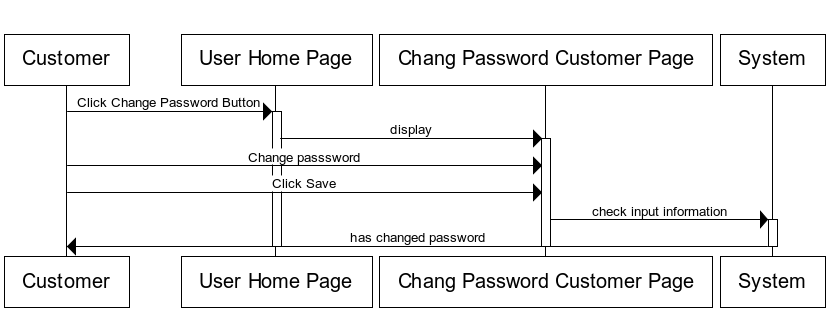 Customer
User Home Page
Chang Password Customer Page
System
Click Change Password Button
display
Change passsword
Click Save
check input information
has changed password
Customer
User Home Page
Chang Password Customer Page
System